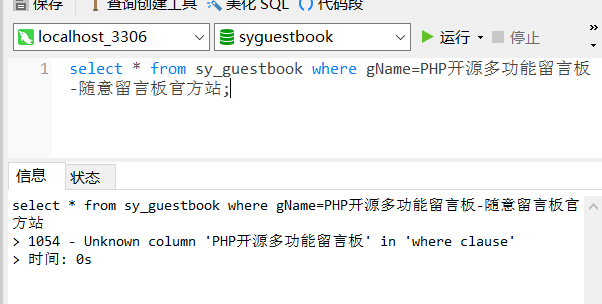 保存 查询创建工具 美化 SQL () 代码段
localhost_3306 syguestbook 运行 停止
1 select * from sy_guestbook where gName=PHP开源多功能留言板
-随意留言板官方站;
信息 状态
select * from sy_guestbook where gName=PHP开源多功能留言板-随意留言板官
方站
> 1054 - Unknown column 'PHP开源多功能留言板' in 'where clause'
> 时间: 0s